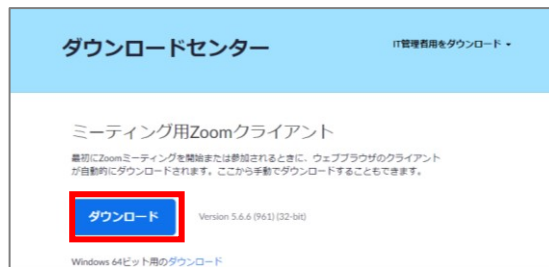 ダウンロードセンター
IT管理者用をダウンロード
ミーティング用Zoomクライアント
最初にZoomミーティングを開始または参加されるときに、ウェブブラウザのクライアント
が自動的にダウンロードされます。ここから手動でダウンロードすることもできます。
ダウンロード
Version 5.6.6 (961) (32-bit)
Windows 64ビット用のダウンロード